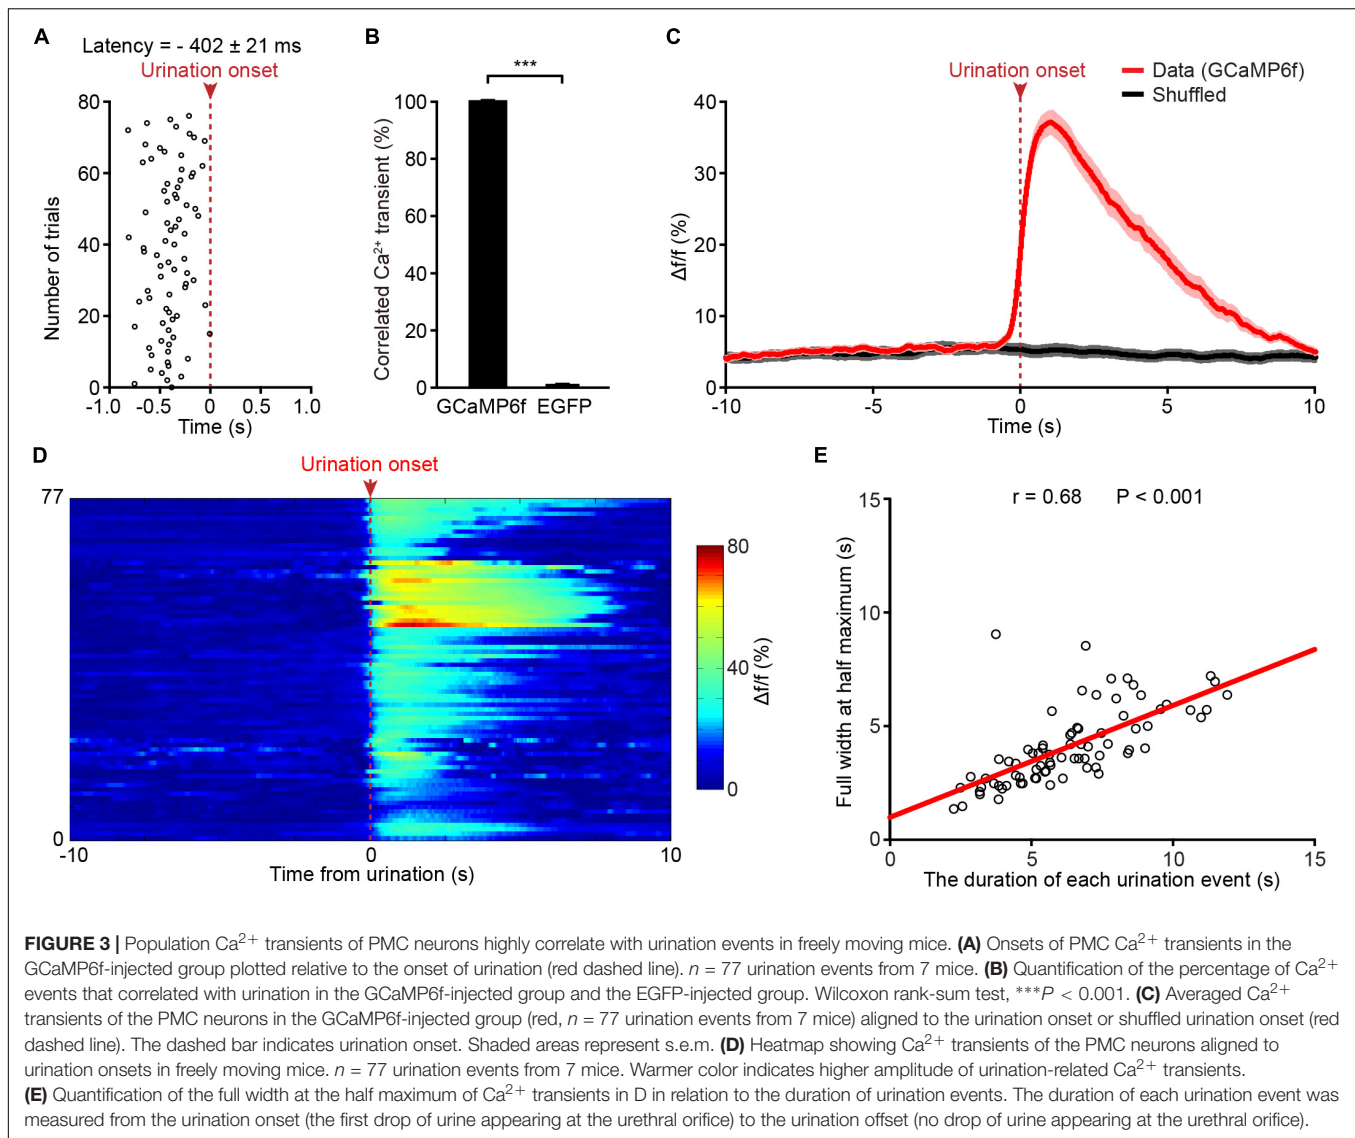 A
Latency = - 402 ± 21 ms
Urination onset
Number of trials
80
60
40
20
0
-1.0 -0.5 0 0.5 1.0
Time (s)
B
***
Correlated Ca²⁺ transient (%)
100
80
60
40
20
0
GCaMP6f EGFP
C
Urination onset
Data (GCaMP6f)
Shuffled
Δf/f (%)
40
30
20
10
0
-10 -5 0 5 10
Time (s)
D
Urination onset
77
0
-10 0 10
Time from urination (s)
80
40
0
Δf/f (%)
E
r = 0.68 P < 0.001
Full width at half maximum (s)
15
10
5
0
0 5 10 15
The duration of each urination event (s)
FIGURE 3 | Population Ca²⁺ transients of PMC neurons highly correlate with urination events in freely moving mice. (A) Onsets of PMC Ca²⁺ transients in the
GCaMP6f-injected group plotted relative to the onset of urination (red dashed line). n = 77 urination events from 7 mice. (B) Quantification of the percentage of Ca²⁺
events that correlated with urination in the GCaMP6f-injected group and the EGFP-injected group. Wilcoxon rank-sum test, ***P < 0.001. (C) Averaged Ca²⁺
transients of the PMC neurons in the GCaMP6f-injected group (red, n = 77 urination events from 7 mice) aligned to the urination onset or shuffled urination onset (red
dashed line). The dashed bar indicates urination onset. Shaded areas represent s.e.m. (D) Heatmap showing Ca²⁺ transients of the PMC neurons aligned to
urination onsets in freely moving mice. n = 77 urination events from 7 mice. Warmer color indicates higher amplitude of urination-related Ca²⁺ transients.
(E) Quantification of the full width at the half maximum of Ca²⁺ transients in D in relation to the duration of urination events. The duration of each urination event was
measured from the urination onset (the first drop of urine appearing at the urethral orifice) to the urination offset (no drop of urine appearing at the urethral orifice).